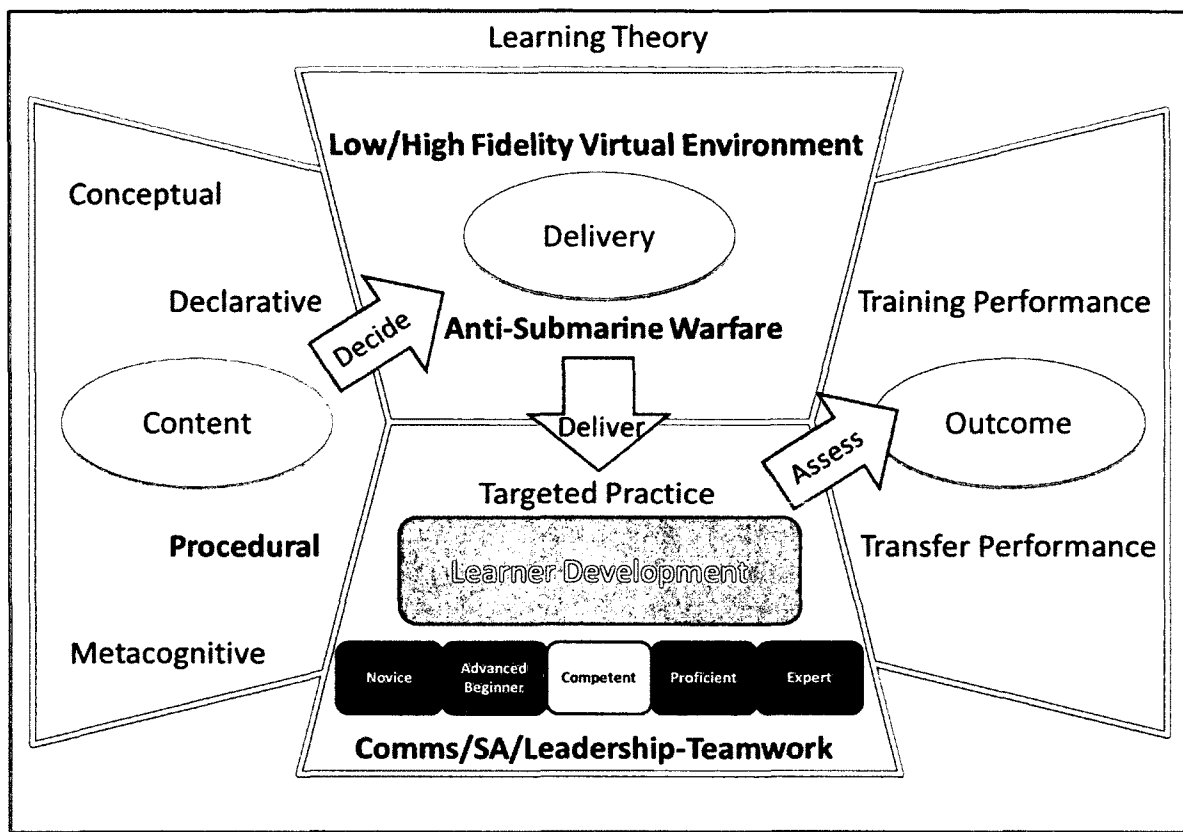 Learning Theory
Low/High Fidelity Virtual Environment
Conceptual
Delivery
Declarative
Decide
Anti-Submarine Warfare
Training Performance
Content
Deliver
Assess
Outcome
Targeted Practice
Procedural
Learner Development
Transfer Performance
Metacognitive
Novice
Advanced
Beginner
Competent
Proficient
Expert
Comms/SA/Leadership-Teamwork